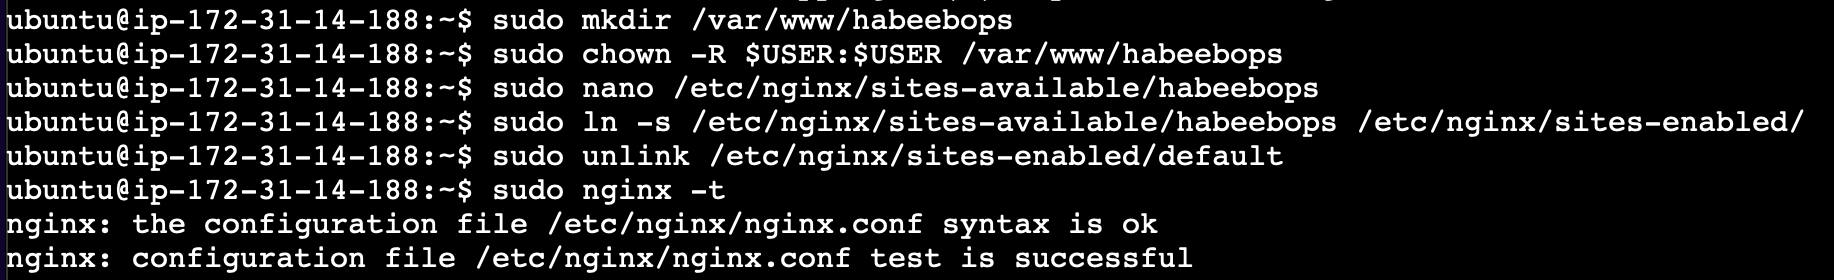 ubuntu@ip-172-31-14-188:~$ sudo mkdir /var/www/habeebops
ubuntu@ip-172-31-14-188:~$ sudo chown -R $USER:$USER /var/www/habeebops
ubuntu@ip-172-31-14-188:~$ sudo nano /etc/nginx/sites-available/habeebops
ubuntu@ip-172-31-14-188:~$ sudo ln -s /etc/nginx/sites-available/habeebops /etc/nginx/sites-enabled/
ubuntu@ip-172-31-14-188:~$ sudo unlink /etc/nginx/sites-enabled/default
ubuntu@ip-172-31-14-188:~$ sudo nginx -t
nginx: the configuration file /etc/nginx/nginx.conf syntax is ok
nginx: configuration file /etc/nginx/nginx.conf test is successful